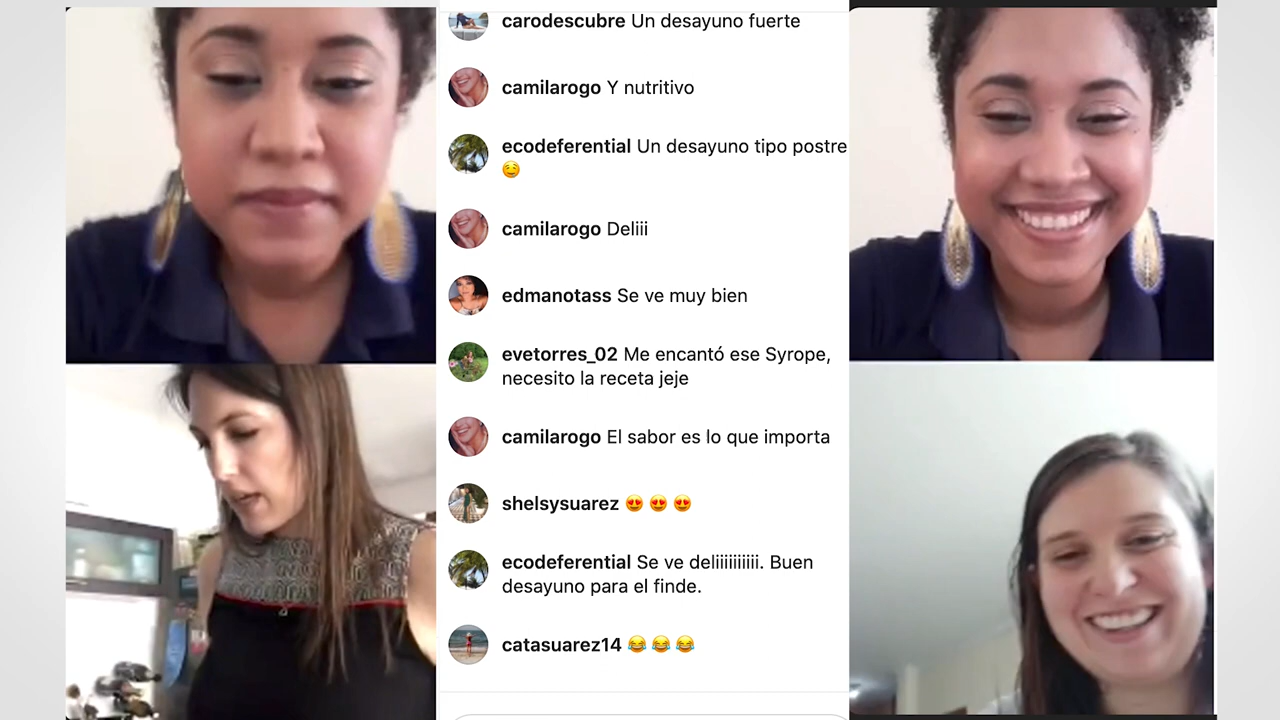 carodescubre Un desayuno fuerte
camilarogo Y nutritivo
ecodeferential Un desayuno tipo postre
🤤
camilarogo Deliii
edmanotass Se ve muy bien
evetorres_02 Me encantó ese Syrope,
necesito la receta jeje
camilarogo El sabor es lo que importa
shelsysuarez 😍 😍 😍
ecodeferential Se ve deliiiiiiiiii. Buen
desayuno para el finde.
catasuarez14 😂 😂 😂